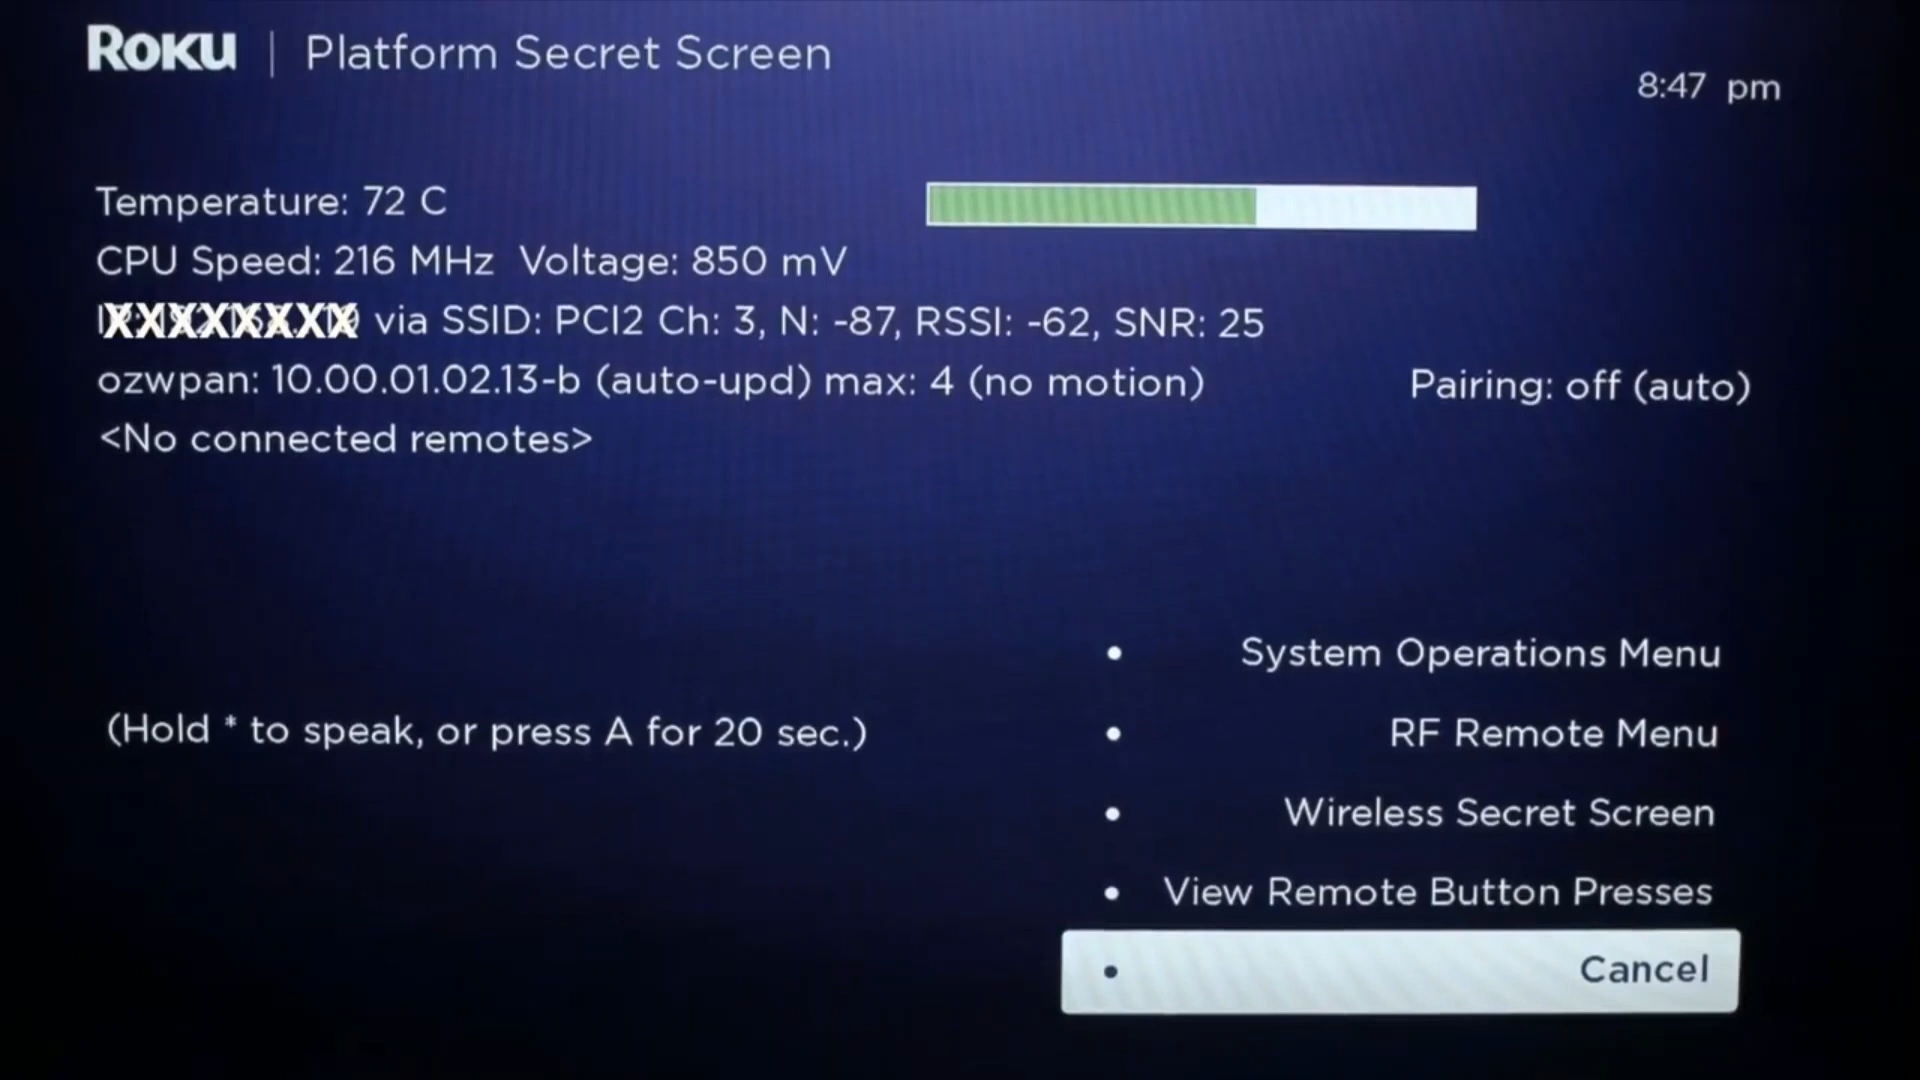 Roku | Platform Secret Screen
8:47 pm
Temperature: 72 C
CPU Speed: 216 MHz Voltage: 850 mV
XXXXXXXX via SSID: PCI2 Ch: 3, N: -87, RSSI: -62, SNR: 25
ozwpan: 10.00.01.02.13-b (auto-upd) max: 4 (no motion)
Pairing: off (auto)
<No connected remotes>
• System Operations Menu
(Hold * to speak, or press A for 20 sec.)
• RF Remote Menu
• Wireless Secret Screen
• View Remote Button Presses
• Cancel